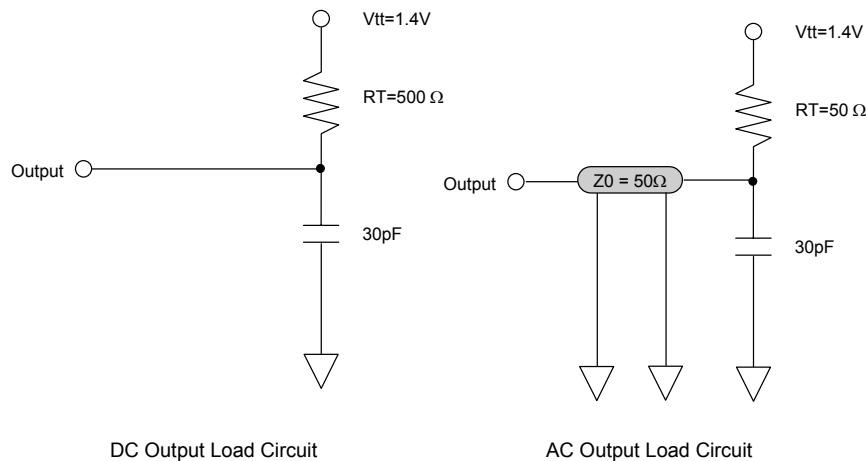 Vtt=1.4V
RT=500 Ω
Output
30pF
DC Output Load Circuit
Vtt=1.4V
RT=50 Ω
Output
Z0 = 50Ω
30pF
AC Output Load Circuit